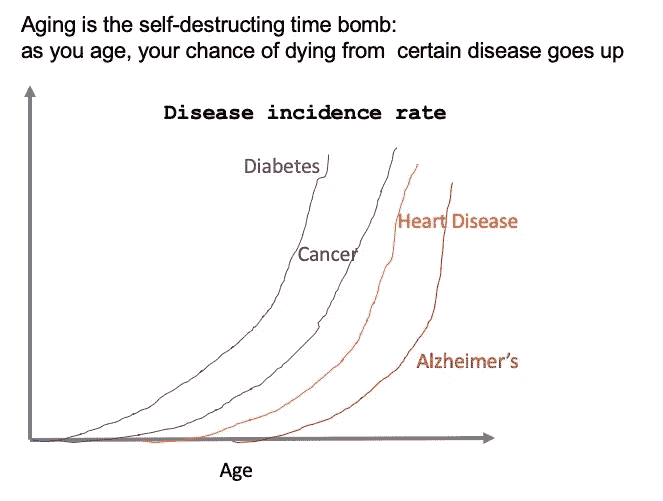 Aging is the self-destructing time bomb:
as you age, your chance of dying from certain disease goes up
Disease incidence rate
Diabetes
Cancer
Heart Disease
Alzheimer’s
Age